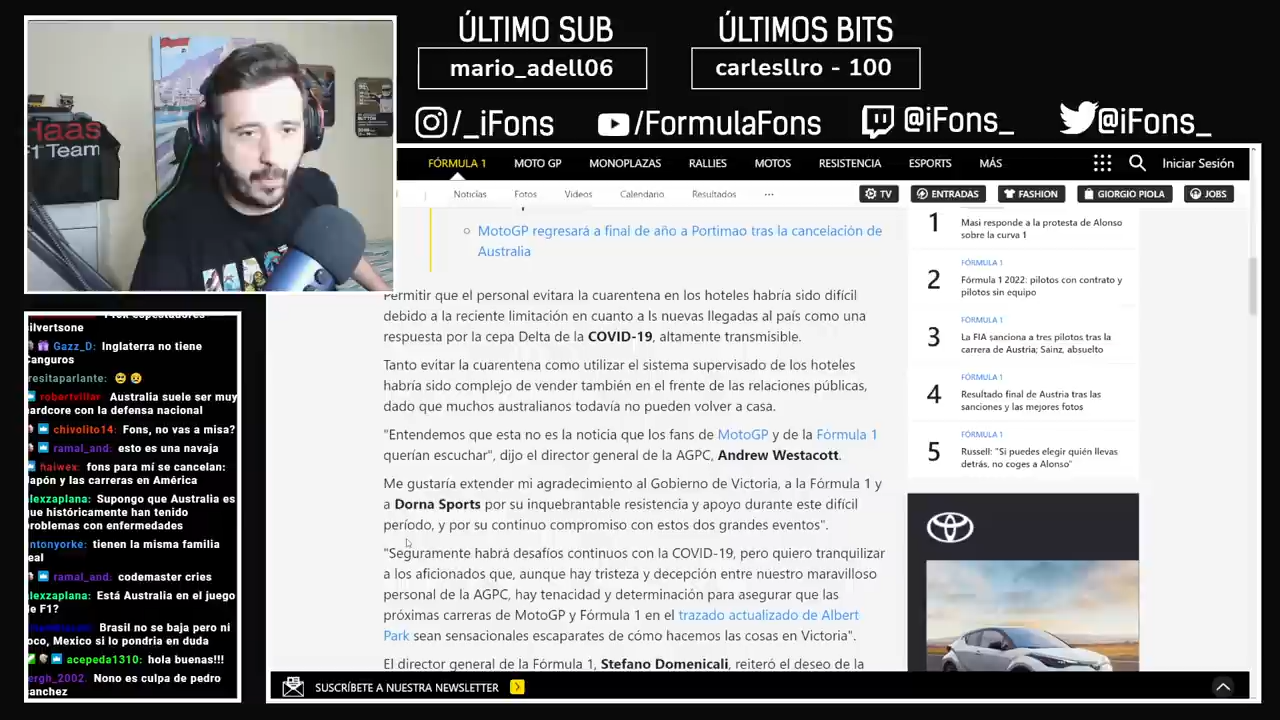 ÚLTIMO SUB
mario_adell06
ÚLTIMOS BITS
carlesllro - 100
/_iFons
/FormulaFons
@iFons_
@iFons_
Haas
F1 Team
FÓRMULA 1
MOTO GP
MONOPLAZAS
RALLIES
MOTOS
RESISTENCIA
ESPORTS
MÁS
Iniciar Sesión
Noticias
Fotos
Videos
Calendario
Resultados
...
TV
ENTRADAS
FASHION
GIORGIO PIOLA
JOBS
MotoGP regresará a final de año a Portimao tras la cancelación de
Australia
Permitir que el personal evitara la cuarentena en los hoteles habría sido difícil
debido a la reciente limitación en cuanto a ls nuevas llegadas al país como una
respuesta por la cepa Delta de la COVID-19, altamente transmisible.
Tanto evitar la cuarentena como utilizar el sistema supervisado de los hoteles
habría sido complejo de vender también en el frente de las relaciones públicas,
dado que muchos australianos todavía no pueden volver a casa.
"Entendemos que esta no es la noticia que los fans de MotoGP y de la Fórmula 1
querían escuchar", dijo el director general de la AGPC, Andrew Westacott.
Me gustaría extender mi agradecimiento al Gobierno de Victoria, a la Fórmula 1 y
a Dorna Sports por su inquebrantable resistencia y apoyo durante este difícil
período, y por su continuo compromiso con estos dos grandes eventos".
"Seguramente habrá desafíos continuos con la COVID-19, pero quiero tranquilizar
a los aficionados que, aunque hay tristeza y decepción entre nuestro maravilloso
personal de la AGPC, hay tenacidad y determinación para asegurar que las
próximas carreras de MotoGP y Fórmula 1 en el trazado actualizado de Albert
Park sean sensacionales escaparates de cómo hacemos las cosas en Victoria".
El director general de la Fórmula 1, Stefano Domenicali, reiteró el deseo de la
1
Masi responde a la protesta de Alonso
sobre la curva 1
FÓRMULA 1
2
Fórmula 1 2022: pilotos con contrato y
pilotos sin equipo
FÓRMULA 1
3
La FIA sanciona a tres pilotos tras la
carrera de Austria; Sainz, absuelto
FÓRMULA 1
4
Resultado final de Austria tras las
sanciones y las mejores fotos
FÓRMULA 1
5
Russell: "Si puedes elegir quién llevas
detrás, no coges a Alonso"
SUSCRÍBETE A NUESTRA NEWSLETTER
espectadores
silvertsone
Gazz_D: Inglaterra no tiene
Canguros
resitaparlante:
robertvillar: Australia suele ser muy
hardcore con la defensa nacional
chivolito14: Fons, no vas a misa?
ramal_and: esto es una navaja
naiwex: fons para mí se cancelan:
Japón y las carreras en América
alexzaplana: Supongo que Australia es
que históricamente han tenido
problemas con enfermedades
antonyorke: tienen la misma familia
real
ramal_and: codemaster cries
alexzaplana: Está Australia en el juego
de F1?
Brasil no se baja pero ni
loco, Mexico si lo pondria en duda
acepeda1310: hola buenas!!!
sergh_2002. Nono es culpa de pedro
sanchez